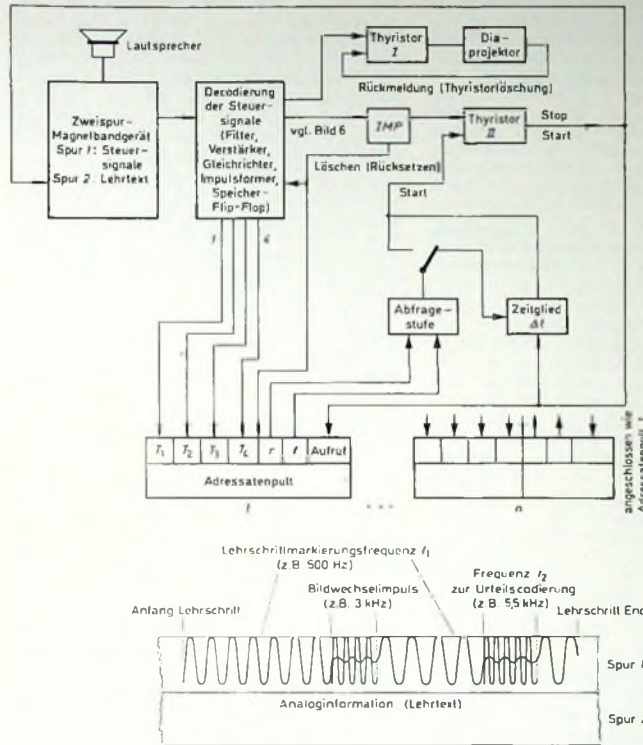 Lautsprecher
Zweispur-
Magnelbandgerät
Spur 1: Steuer-
signale
Spur 2: Lehrtext
Decodierung
der Steuer-
signale
(Filter,
Verstärker,
Gleichrichter,
Impulsformer,
Speicher-
Flip-Flop)
Thyristor
I
Dia-
projektor
Rückmeldung (Thyristorlöschung)
vgl. Bild 6
IMP
Thyristor
II
Stop
Start
Löschen (Rücksetzen)
Start
Abfrage-
stufe
Zeitglied
Δt
T1 T2 T3 T4 r f Aufruf
Adressatenpult
1 ... n
angeschlossen wie
Adressatenpult 1
Lehrschrittmarkierungsfrequenz f1
(z.B. 500 Hz)
Bildwechselimpuls
(z.B. 3 kHz)
Frequenz f2
zur Urteilscodierung
(z.B. 5,5 kHz)
Anfang Lehrschritt
Lehrschritt End
Spur
Analoginformation (Lehrtext)
Spur